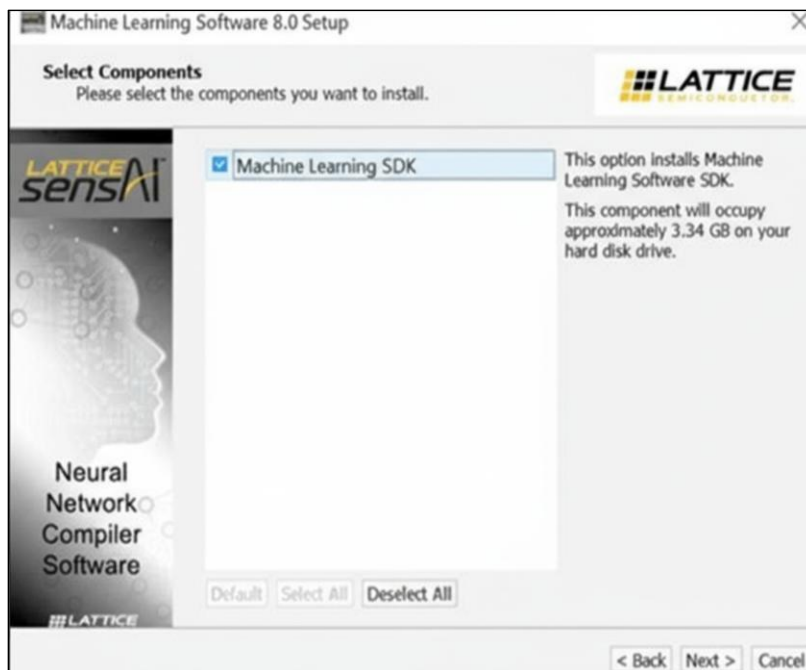 Machine Learning Software 8.0 Setup
Select Components
Please select the components you want to install.
LATTICE
SEMICONDUCTOR.
LATTICE
sensAI
Machine Learning SDK
This option installs Machine
Learning Software SDK.
This component will occupy
approximately 3.34 GB on your
hard disk drive.
Neural
Network
Compiler
Software
LATTICE
Default Select All Deselect All
< Back Next > Cancel